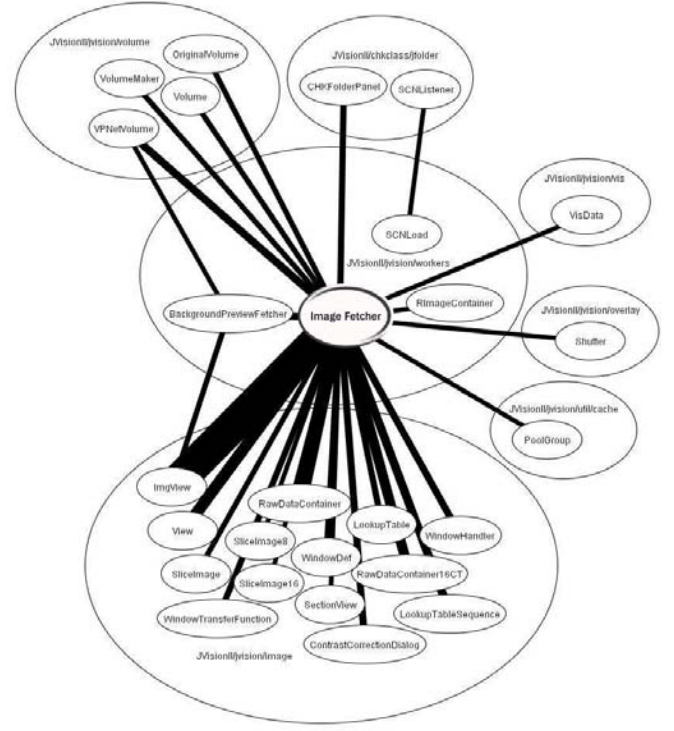 JVisionII/jvision/volume
OriginalVolume
VolumeMaker
Volume
VPNetVolume
JVisionII/chkclass/jfolder
CHKFolderPanel
SCNListener
JVisionII/jvision/vis
VisData
SCNLoad
JVisionII/jvision/workers
BackgroundPreviewFetcher
Image Fetcher
RImageContainer
JVisionII/jvision/overlay
Shutter
JVisionII/jvision/util/cache
PoolGroup
ImgView
RawDataContainer
View
LookupTable
WindowHandler
SliceImage8
WindowDef
SliceImage
SliceImage16
RawDataContainer16CT
SectionView
WindowTransferFunction
LookupTableSequence
ContrastCorrectionDialog
JVisionII/jvision/image